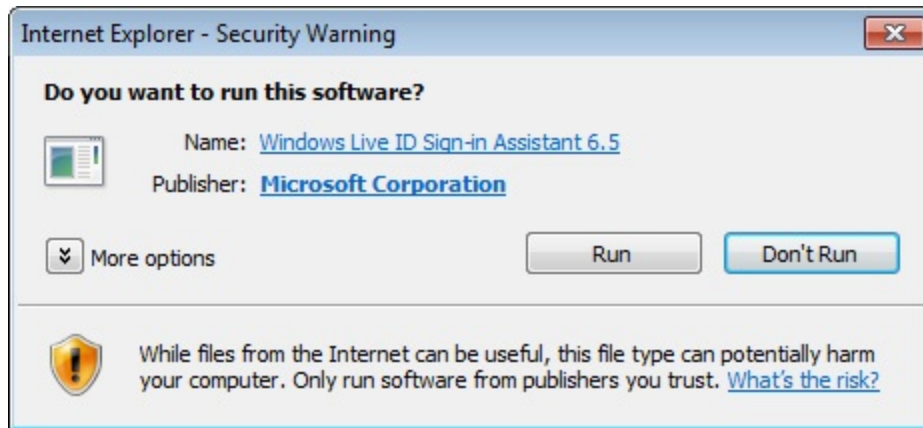 Internet Explorer - Security Warning
Do you want to run this software?
Name: Windows Live ID Sign-in Assistant 6.5
Publisher: Microsoft Corporation
More options Run Don't Run
While files from the Internet can be useful, this file type can potentially harm
your computer. Only run software from publishers you trust. What's the risk?